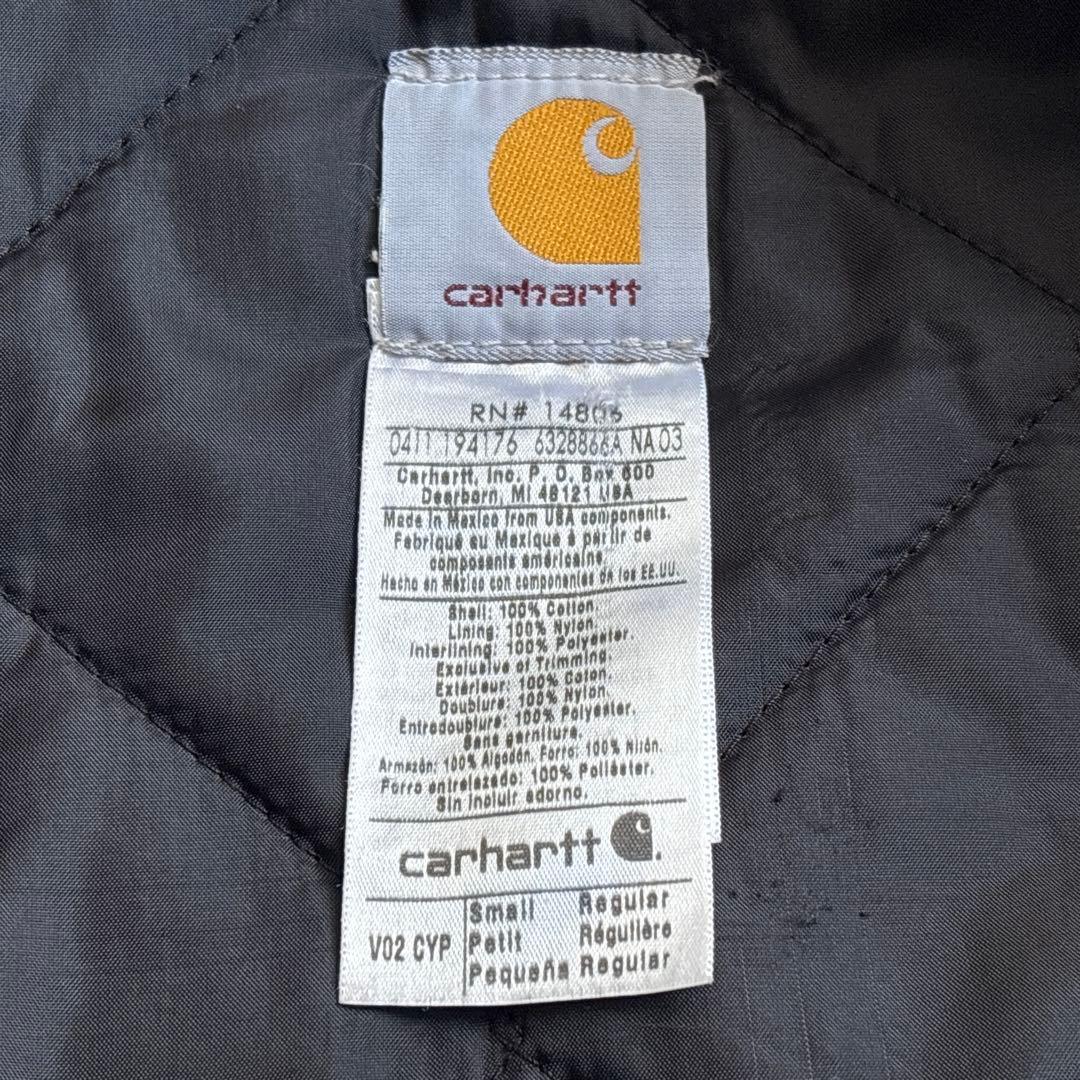 carhartt
RN# 14806
0411 194176 6328866A NA 03
Carhartt, Inc. P. O. Box 600
Dearborn, MI 48121 USA
Made in Mexico from USA components.
Fabriqué au Mexique à partir de
composants américains.
Hecho en México con componentes de los EE.UU.
Shell: 100% Cotton.
Lining: 100% Nylon.
Interlining: 100% Polyester.
Exclusive of Trimming.
Extérieur: 100% Coton.
Doublure: 100% Nylon.
Entredoublure: 100% Polyester.
Sans garniture.
Armazón: 100% Algodón. Forro: 100% Nilón.
Forro entrelazado: 100% Poliéster.
Sin incluir adorno.
carhartt
V02 CYP
Small Regular
Petit Régulière
Pequeña Regular